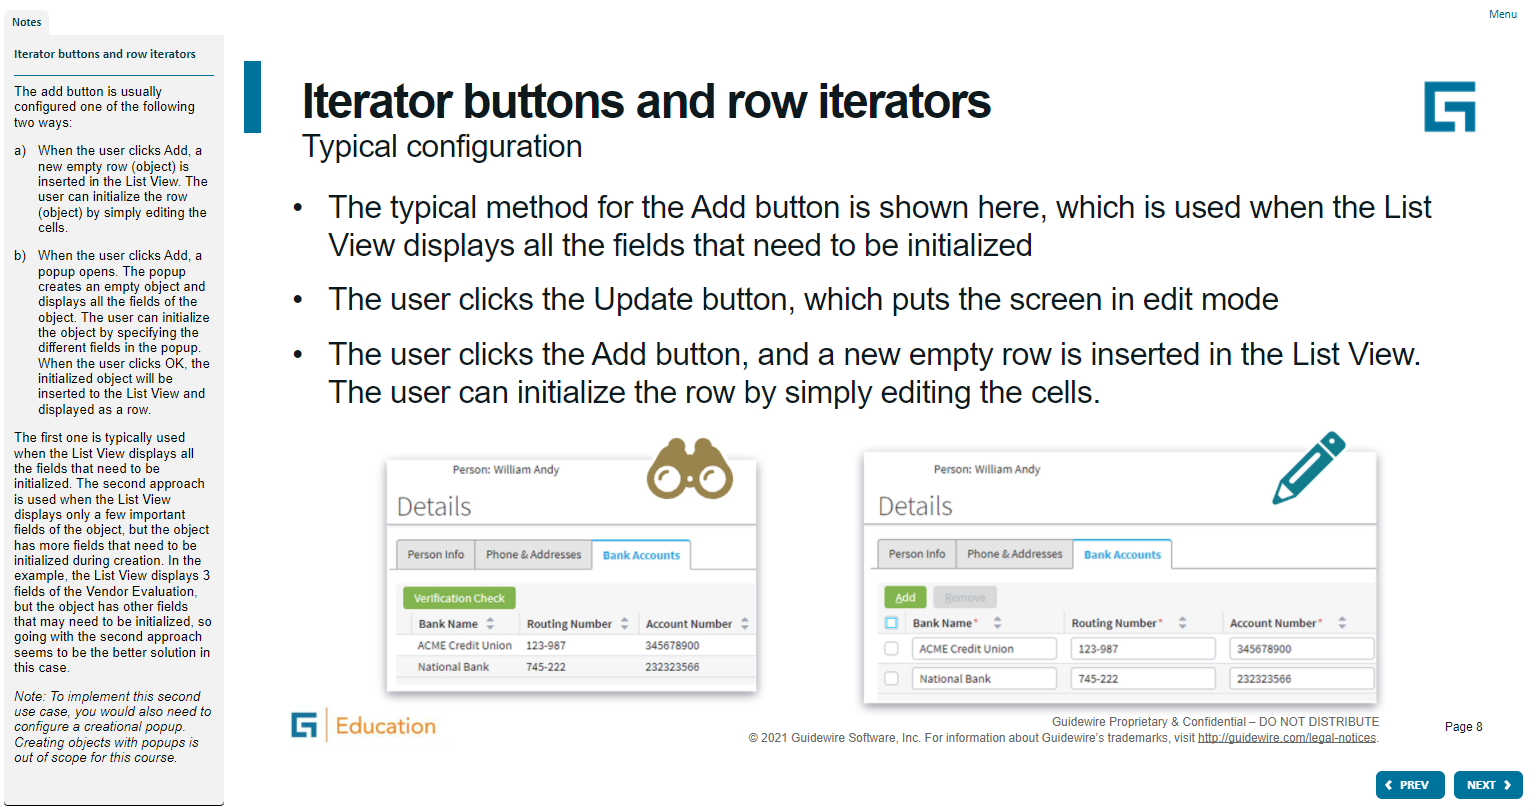 Notes
Menu
Iterator buttons and row iterators
The add button is usually
configured one of the following
two ways:
a) When the user clicks Add, a
new empty row (object) is
inserted in the List View. The
user can initialize the row
(object) by simply editing the
cells.
b) When the user clicks Add, a
popup opens. The popup
creates an empty object and
displays all the fields of the
object. The user can initialize
the object by specifying the
different fields in the popup.
When the user clicks OK, the
initialized object will be
inserted to the List View and
displayed as a row.
The first one is typically used
when the List View displays all
the fields that need to be
initialized. The second approach
is used when the List View
displays only a few important
fields of the object, but the object
has more fields that need to be
initialized during creation. In the
example, the List View displays 3
fields of the Vendor Evaluation,
but the object has other fields
that may need to be initialized, so
going with the second approach
seems to be the better solution in
this case.
Note: To implement this second
use case, you would also need to
configure a creational popup.
Creating objects with popups is
out of scope for this course.
Iterator buttons and row iterators
Typical configuration
• The typical method for the Add button is shown here, which is used when the List
View displays all the fields that need to be initialized
• The user clicks the Update button, which puts the screen in edit mode
• The user clicks the Add button, and a new empty row is inserted in the List View.
The user can initialize the row by simply editing the cells.
Person: William Andy
Details
Person Info Phone & Addresses Bank Accounts
Verification Check
Bank Name Routing Number Account Number
ACME Credit Union 123-987 345678900
National Bank 745-222 232323566
Person: William Andy
Details
Person Info Phone & Addresses Bank Accounts
Add Remove
Bank Name* Routing Number* Account Number*
ACME Credit Union 123-987 345678900
National Bank 745-222 232323566
Education
Guidewire Proprietary & Confidential – DO NOT DISTRIBUTE
© 2021 Guidewire Software, Inc. For information about Guidewire's trademarks, visit http://guidewire.com/legal-notices.
Page 8
PREV
NEXT